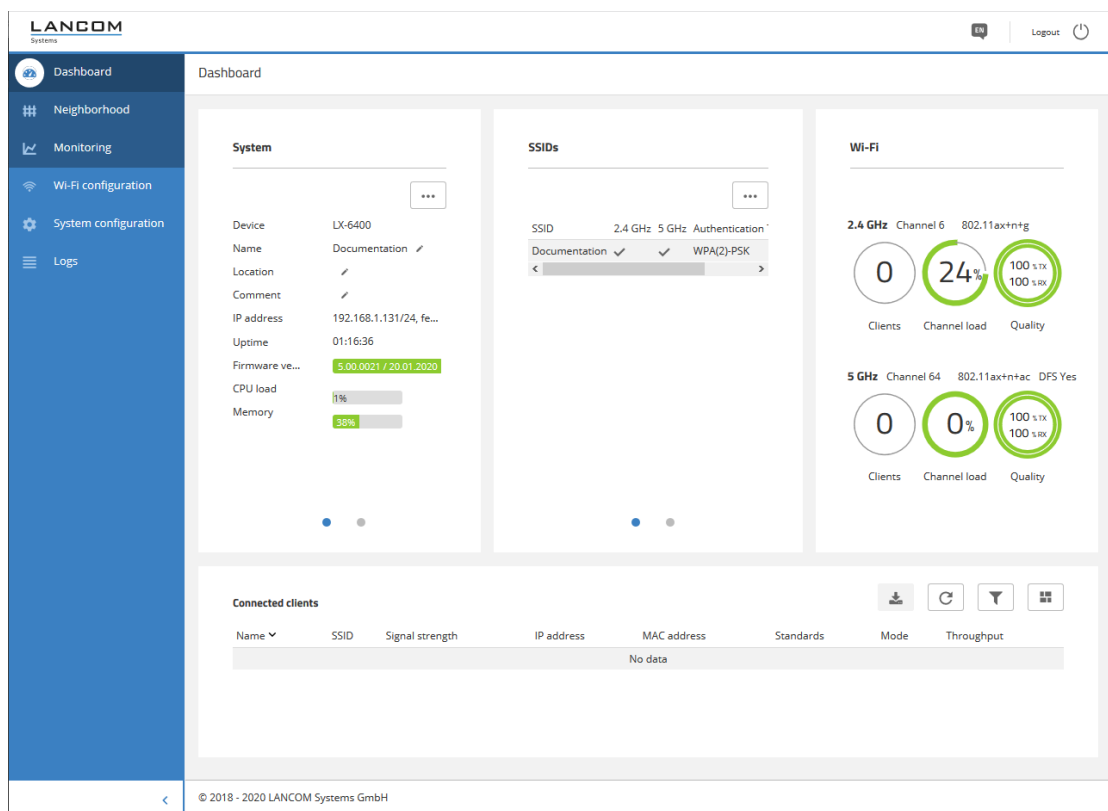 LANCOM
Systems
EN
Logout
Dashboard
Neighborhood
Monitoring
Wi-Fi configuration
System configuration
Logs
Dashboard
System
...
Device LX-6400
Name Documentation
Location
Comment
IP address 192.168.1.131/24, fe...
Uptime 01:16:36
Firmware ve... 5.00.0021 / 20.01.2020
CPU load 1%
Memory 38%
SSIDs
...
SSID 2.4 GHz 5 GHz Authentication
Documentation ✓ ✓ WPA(2)-PSK
Wi-Fi
2.4 GHz Channel 6 802.11ax+n+g
0 24% 100 % TX
100 % RX
Clients Channel load Quality
5 GHz Channel 64 802.11ax+n+ac DFS Yes
0 0% 100 % TX
100 % RX
Clients Channel load Quality
Connected clients
Name SSID Signal strength IP address MAC address Standards Mode Throughput
No data
© 2018 - 2020 LANCOM Systems GmbH